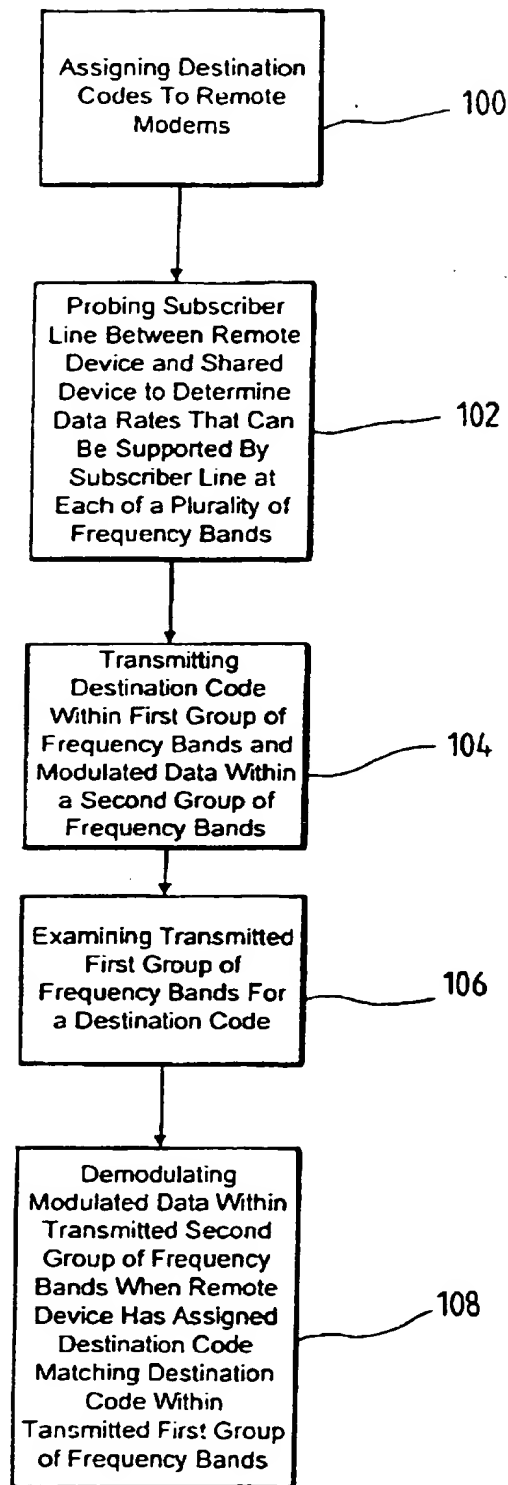 Assigning Destination
Codes To Remote
Modems
100
Probing Subscriber
Line Between Remote
Device and Shared
Device to Determine
Data Rates That Can
Be Supported By
Subscriber Line at
Each of a Plurality of
Frequency Bands
102
Transmitting
Destination Code
Within First Group of
Frequency Bands and
Modulated Data Within
a Second Group of
Frequency Bands
104
Examining Transmitted
First Group of
Frequency Bands For
a Destination Code
106
Demodulating
Modulated Data Within
Transmitted Second
Group of Frequency
Bands When Remote
Device Has Assigned
Destination Code
Matching Destination
Code Within
Tansmitted First Group
of Frequency Bands
108